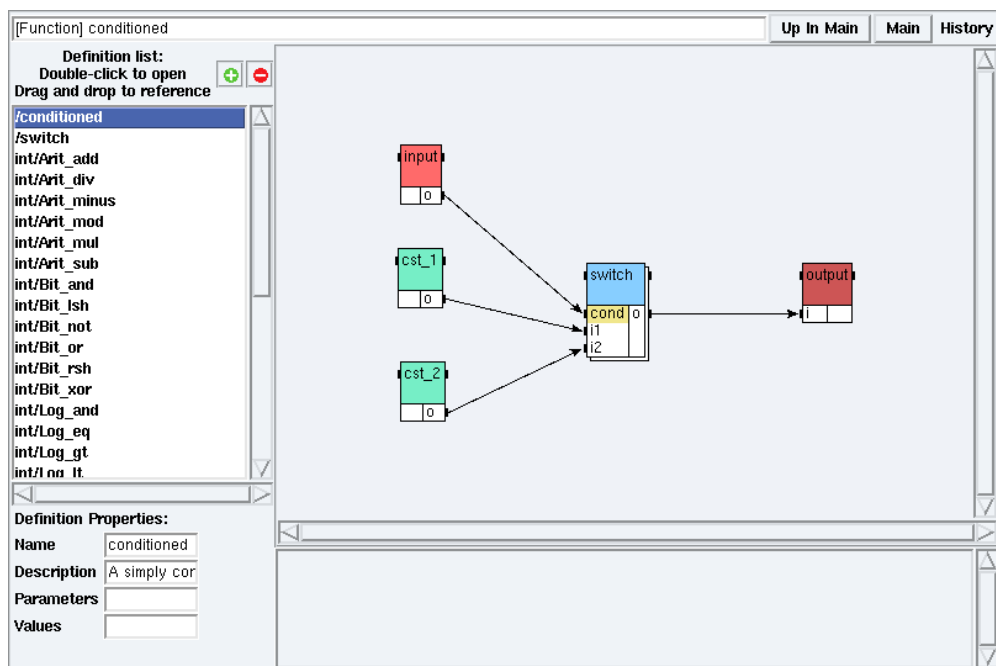 [Function] conditioned
Up In Main
Main
History
Definition list:
Double-click to open
Drag and drop to reference
/conditioned
/switch
int/Arit_add
int/Arit_div
int/Arit_minus
int/Arit_mod
int/Arit_mul
int/Arit_sub
int/Bit_and
int/Bit_lsh
int/Bit_not
int/Bit_or
int/Bit_rsh
int/Bit_xor
int/Log_and
int/Log_eq
int/Log_gt
int/Log_lt
Definition Properties:
Name
conditioned
Description
A simply cor
Parameters
Values
input
o
cst_1
o
cst_2
o
switch
cond
o
i1
i2
output
i